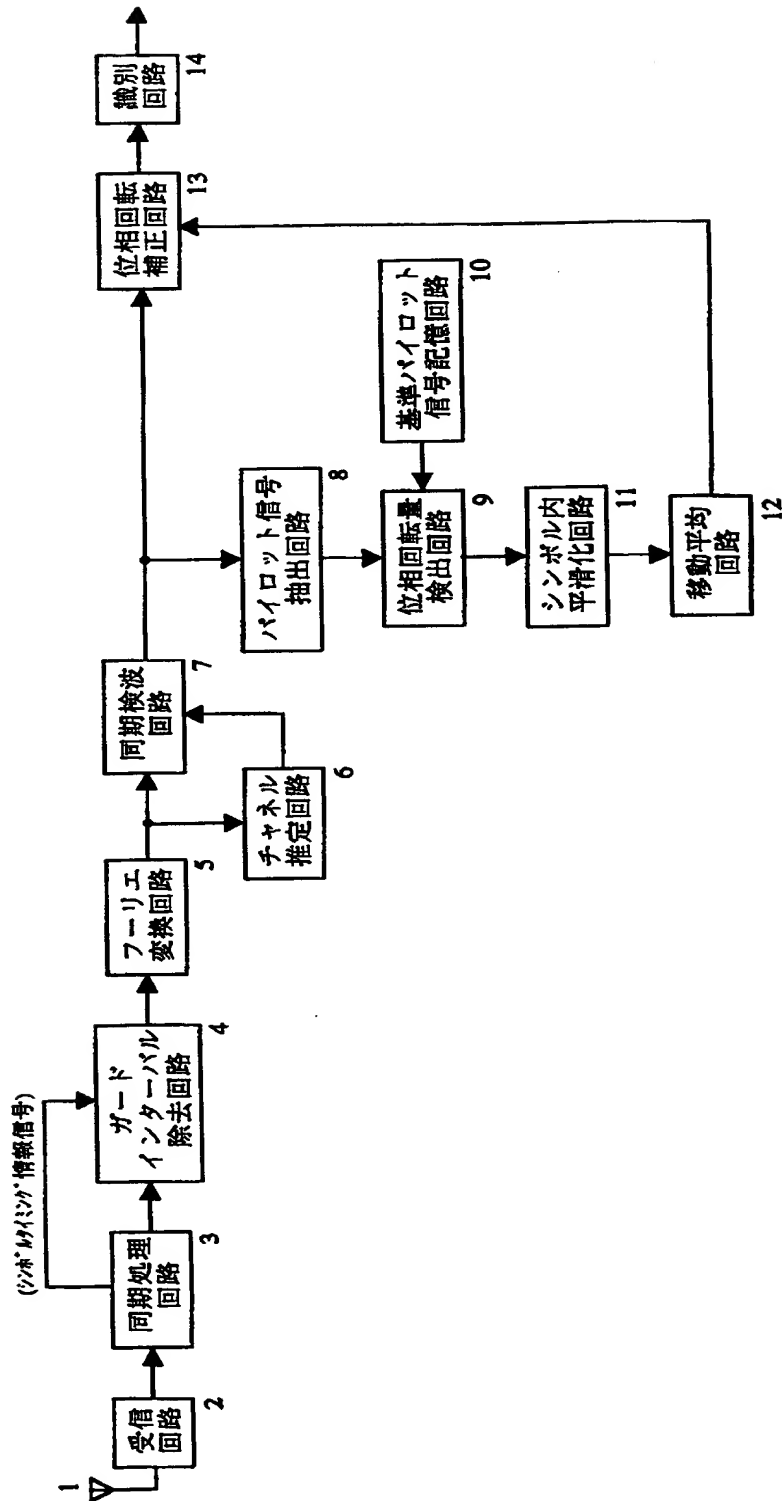 1
受信
回路
2
同期処理
回路
3
(シンボルタイミング情報信号)
ガード
インターバル
除去回路
4
フーリエ
変換回路
5
チャネル
推定回路
6
同期検波
回路
7
パイロット信号
抽出回路
8
位相回転量
検出回路
9
基準パイロット
信号記憶回路
10
シンボル内
平滑化回路
11
移動平均
回路
12
位相回転
補正回路
13
識別
回路
14